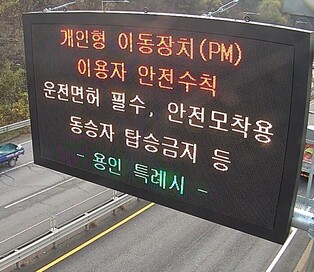 개인형 이동장치(PM)
이용자 안전수칙
운전면허 필수, 안전모착용
동승자 탑승금지 등
- 용인 특례시 -